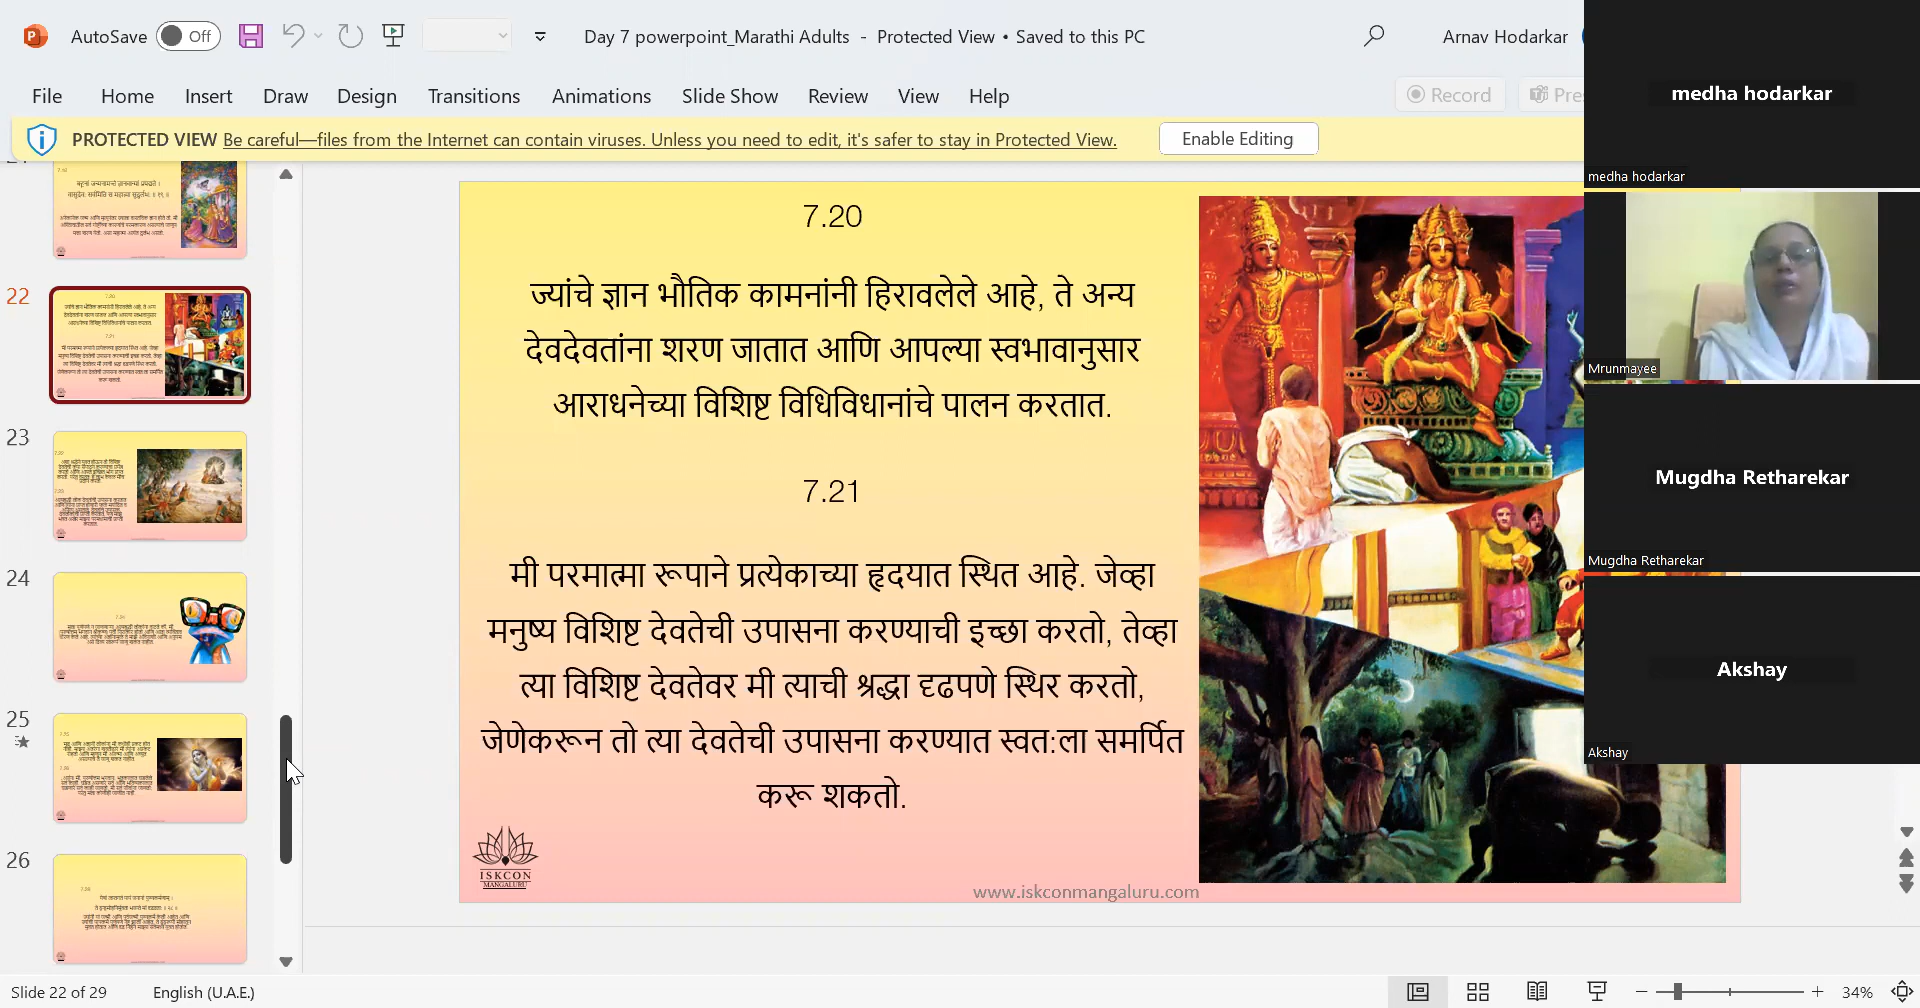 AutoSave Off
Day 7 powerpoint_Marathi Adults - Protected View • Saved to this PC
Arnav Hodarkar
File Home Insert Draw Design Transitions Animations Slide Show Review View Help
Record
PROTECTED VIEW Be careful—files from the Internet can contain viruses. Unless you need to edit, it's safer to stay in Protected View.
Enable Editing
22
23
24
25
26
7.20
ज्यांचे ज्ञान भौतिक कामनांनी हिरावलेले आहे, ते अन्य
देवदेवतांना शरण जातात आणि आपल्या स्वभावानुसार
आराधनेच्या विशिष्ट विधिविधानांचे पालन करतात.
7.21
मी परमात्मा रूपाने प्रत्येकाच्या हृदयात स्थित आहे. जेव्हा
मनुष्य विशिष्ट देवतेची उपासना करण्याची इच्छा करतो, तेव्हा
त्या विशिष्ट देवतेवर मी त्याची श्रद्धा दृढपणे स्थिर करतो,
जेणेकरून तो त्या देवतेची उपासना करण्यात स्वत:ला समर्पित
करू शकतो.
ISKCON
MANGALURU
www.iskconmangaluru.com
medha hodarkar
medha hodarkar
Mrunmayee
Mugdha Retharekar
Mugdha Retharekar
Akshay
Akshay
Slide 22 of 29
English (U.A.E.)
34%